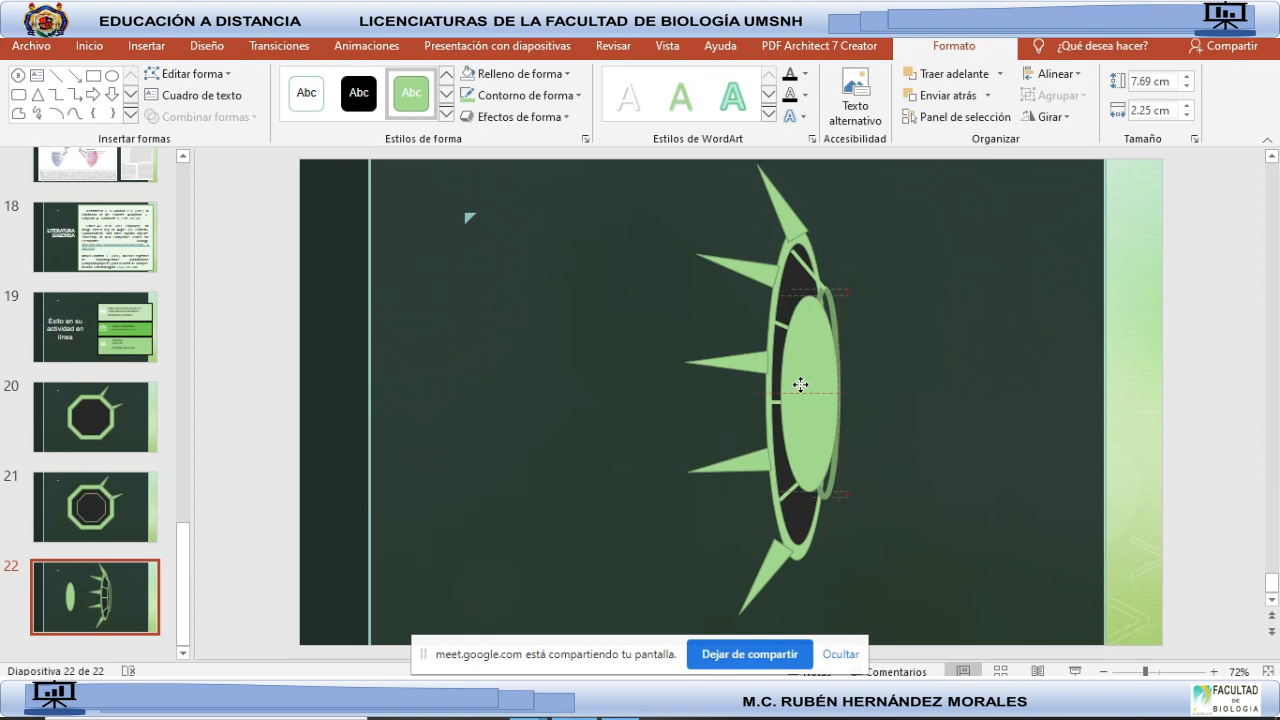 EDUCACIÓN A DISTANCIA LICENCIATURAS DE LA FACULTAD DE BIOLOGÍA UMSNH
Archivo Inicio Insertar Diseño Transiciones Animaciones Presentación con diapositivas Revisar Vista Ayuda PDF Architect 7 Creator Formato ¿Qué desea hacer? Compartir
Editar forma
Cuadro de texto
Combinar formas
Insertar formas
Abc Abc Abc
Relleno de forma
Contorno de forma
Efectos de forma
Estilos de forma
A A A
A
A
A
Estilos de WordArt
Texto
alternativo
Accesibilidad
Traer adelante
Enviar atrás
Panel de selección
Alinear
Agrupar
Girar
Organizar
7.69 cm
2.25 cm
Tamaño
18
LITERATURA
SUGERIDA
19
Éxito en su
actividad en
línea
20
21
22
meet.google.com está compartiendo tu pantalla.
Dejar de compartir
Ocultar
Diapositiva 22 de 22
Comentarios
72%
M.C. RUBÉN HERNÁNDEZ MORALES
FACULTAD
DE
BIOLOGIA